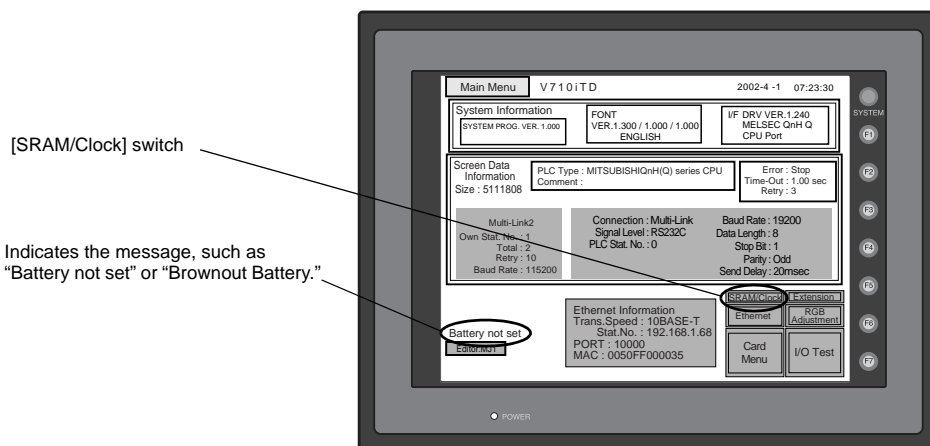 [SRAM/Clock] switch
Indicates the message, such as
“Battery not set” or “Brownout Battery.”
Main Menu V710iTD 2002-4 -1 07:23:30
System Information
SYSTEM PROG. VER. 1.000
FONT
VER.1.300 / 1.000 / 1.000
ENGLISH
I/F DRV VER.1.240
MELSEC QnH Q
CPU Port
Screen Data
Information
Size : 5111808
PLC Type : MITSUBISHIQnH(Q) series CPU
Comment :
Error : Stop
Time-Out : 1.00 sec
Retry : 3
Multi-Link2
Own Stat. No. : 1
Total : 2
Retry : 10
Baud Rate : 115200
Connection : Multi-Link
Signal Level : RS232C
PLC Stat. No. : 0
Baud Rate : 19200
Data Length : 8
Stop Bit : 1
Parity : Odd
Send Delay : 20msec
Battery not set
Editor:MJ1
Ethernet Information
Trans.Speed : 10BASE-T
Stat.No. : 192.168.1.68
PORT : 10000
MAC : 0050FF000035
SRAM/Clock
Extension
Ethernet
RGB
Adjustment
Card
Menu
I/O Test
SYSTEM
F1
F2
F3
F4
F5
F6
F7
POWER